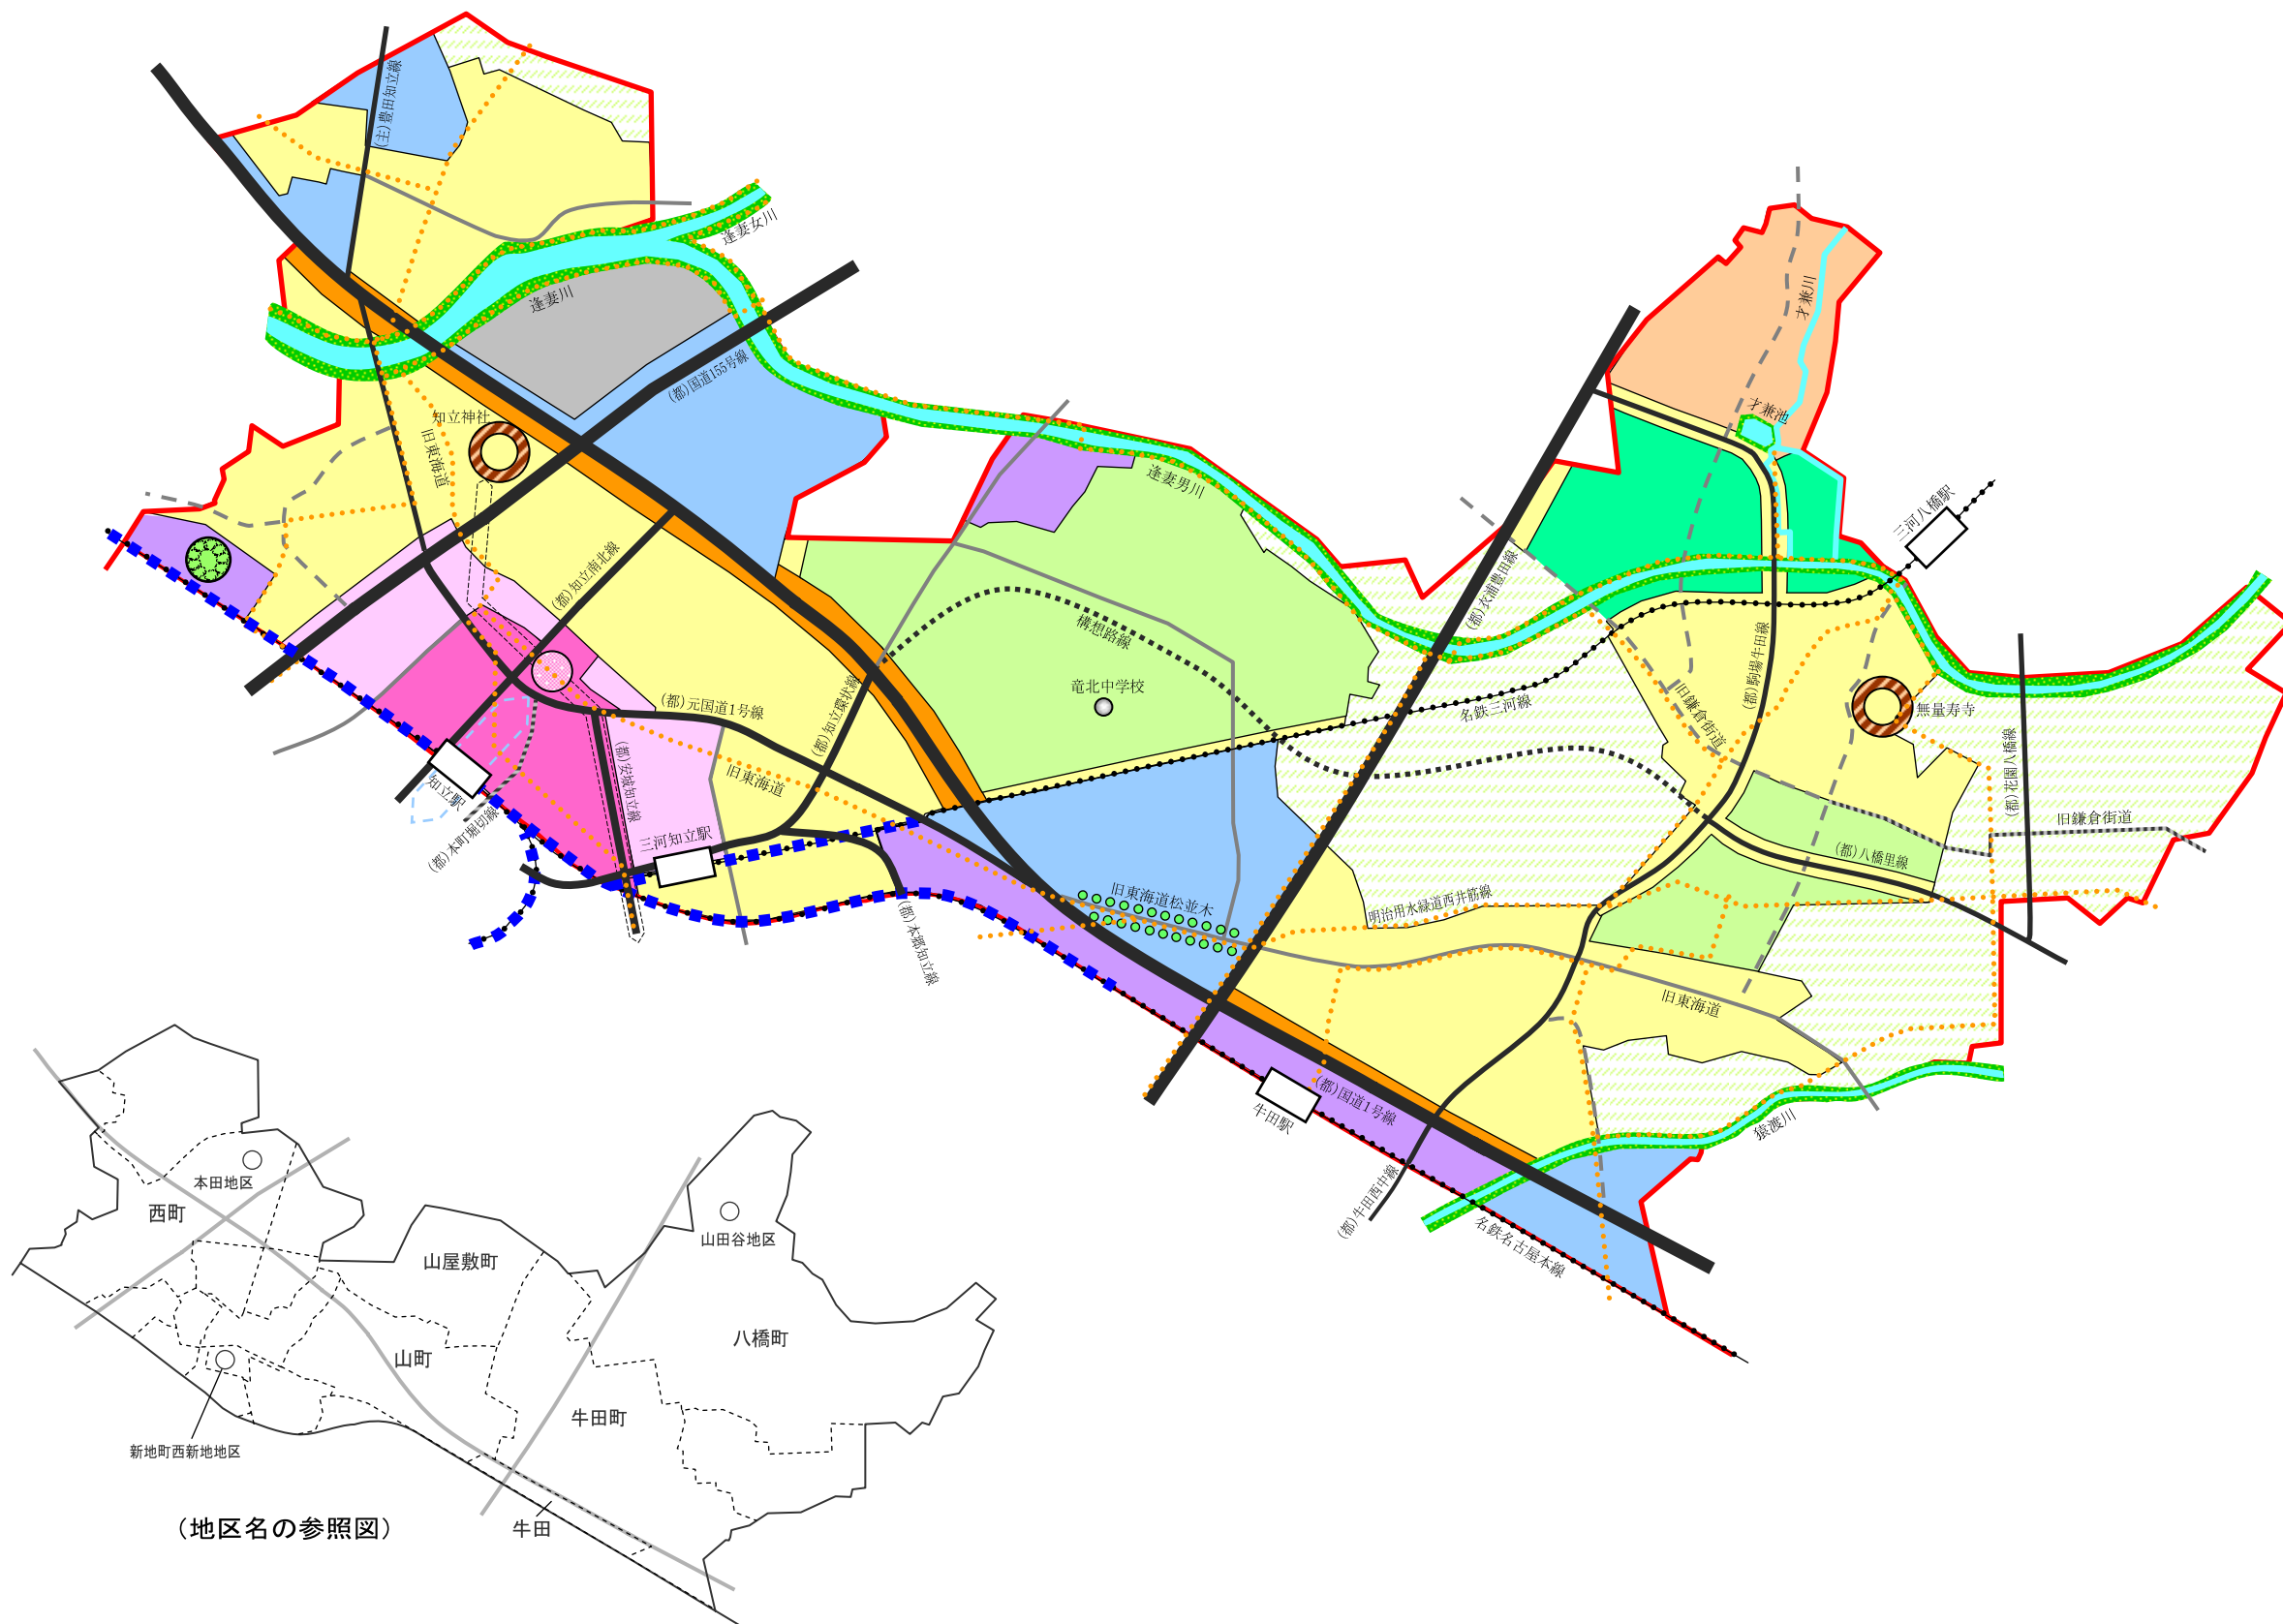 (主)豊田知立線
逢妻女川
逢妻川
(都)国道155号線
知立神社
旧東海道
才兼川
才兼池
三河八橋駅
逢妻男川
(都)衣浦豊田線
(都)知立南北線
構想路線
竜北中学校
名鉄三河線
旧鎌倉街道
(都)駒場牛田線
無量寿寺
(都)花園八橋線
旧鎌倉街道
(都)元国道1号線
(都)知立環状線
旧東海道
(都)安城知立線
知立駅
(都)本町堀切線
三河知立駅
(都)八橋里線
旧東海道松並木
明治用水緑道西井筋線
(都)本郷知立線
旧東海道
(都)国道1号線
牛田駅
猿渡川
(都)牛田西中線
名鉄名古屋本線
本田地区
西町
山屋敷町
山田谷地区
八橋町
山町
牛田町
新地町西新地地区
牛田
(地区名の参照図)